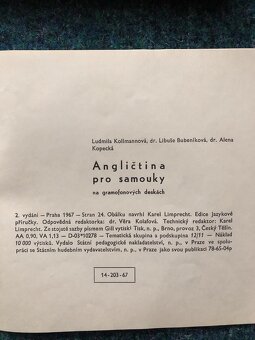 Ludmila Kollmannová, dr. Libuše Bubeníková, dr. Alena
Kopecká
Angličtina
pro samouky
na gramofonových deskách
2. vydání – Praha 1967 – Stran 24. Obálku navrhl Karel Limprecht. Edice Jazykové
příručky. Odpovědná redaktorka: dr. Věra Kolafová. Technický redaktor: Karel
Limprecht. Ze stojaté sazby písmem Gill vytiskl Tisk, n. p., Brno, provoz 3, Český Těšín.
AA 0,90, VA 1,13 – D-05*10278 – Tematická skupina a podskupina 12/11 – Náklad
10 000 výtisků. Vydalo Státní pedagogické nakladatelství, n. p., v Praze ve spolupráci
se Státním hudebním vydavatelstvím, n. p., v Praze jako svou publikaci 78-65-04p
14-203-67